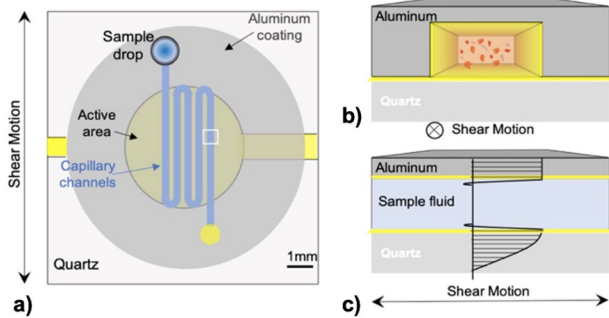 Aluminum
coating
Sample
drop
Active
area
Capillary
channels
Shear Motion
Quartz
1mm
a)
Aluminum
Quartz
b)
Shear Motion
Aluminum
Sample fluid
Quartz
c)
Shear Motion